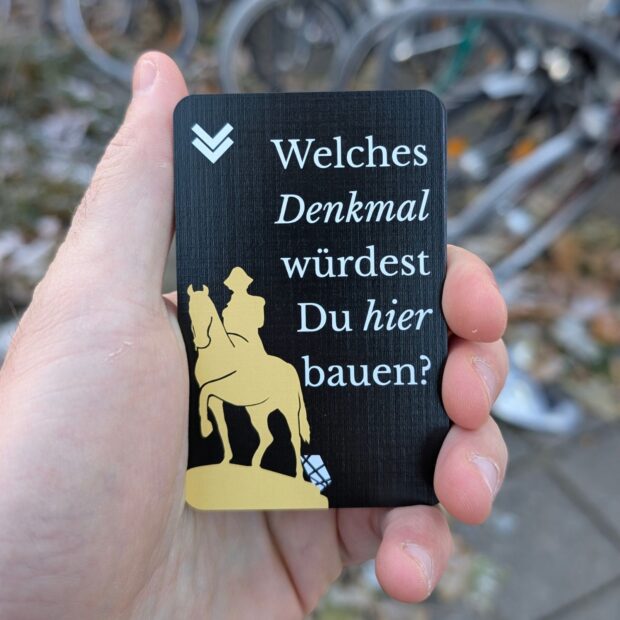 Welches
Denkmal
würdest
Du hier
bauen?